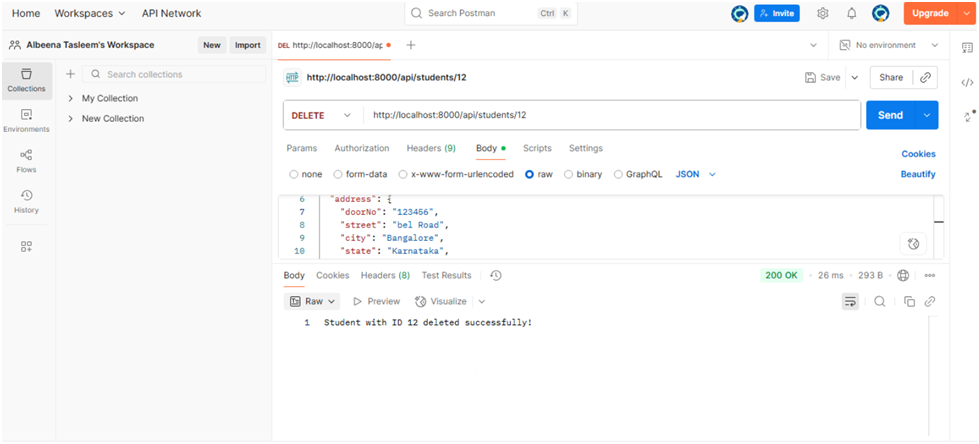 Home Workspaces API Network Search Postman Ctrl K Invite Upgrade
Albeena Tasleem's Workspace New Import DEL http://localhost:8000/ap No environment
Collections
Environments
Flows
History
Search collections
My Collection
New Collection
HTTP http://localhost:8000/api/students/12 Save Share
DELETE http://localhost:8000/api/students/12 Send
Params Authorization Headers (9) Body Scripts Settings Cookies
none form-data x-www-form-urlencoded raw binary GraphQL JSON Beautify
6 "address": {
7 "doorNo": "123456",
8 "street": "bel Road",
9 "city": "Bangalore",
10 "state": "Karnataka",
Body Cookies Headers (8) Test Results 200 OK • 26 ms • 293 B
Raw Preview Visualize
1 Student with ID 12 deleted successfully!